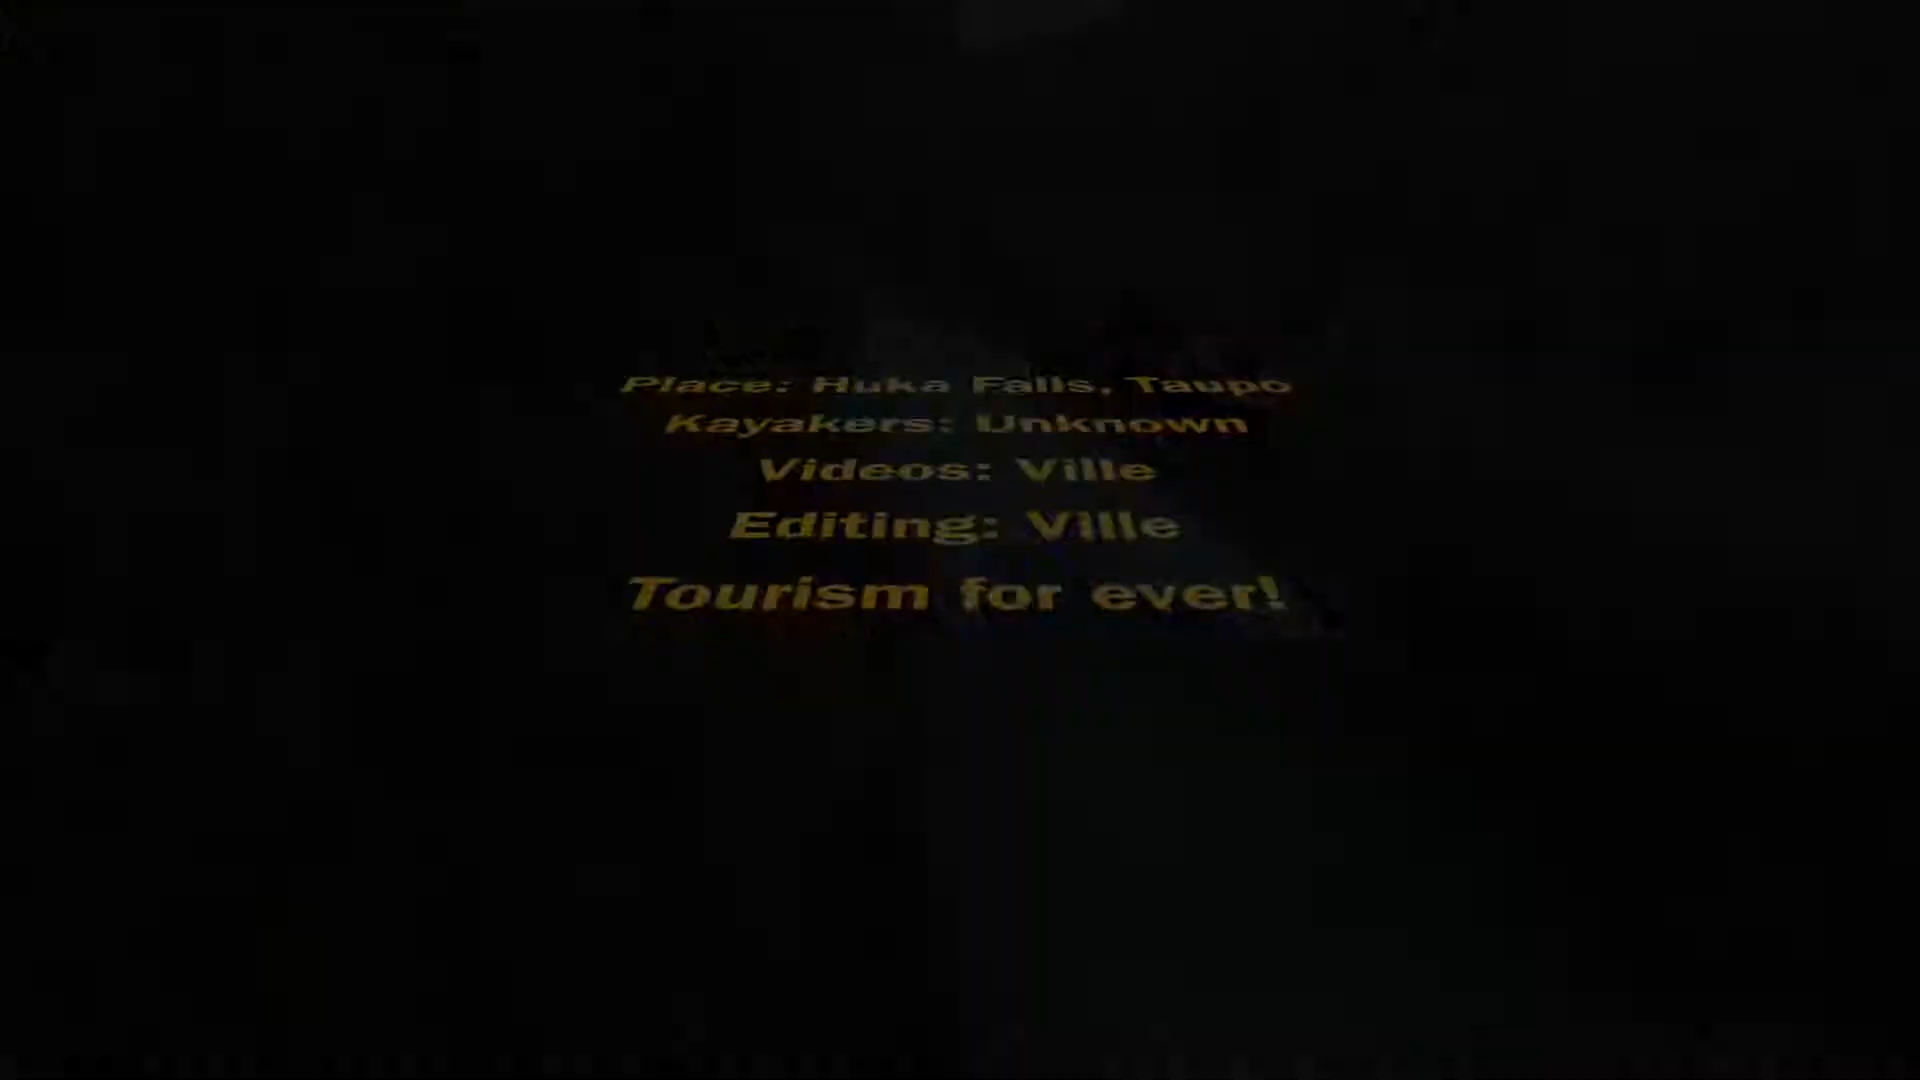 Place: Huka Falls, Taupo
Kayakers: Unknown
Videos: Ville
Editing: Ville
Tourism for ever!